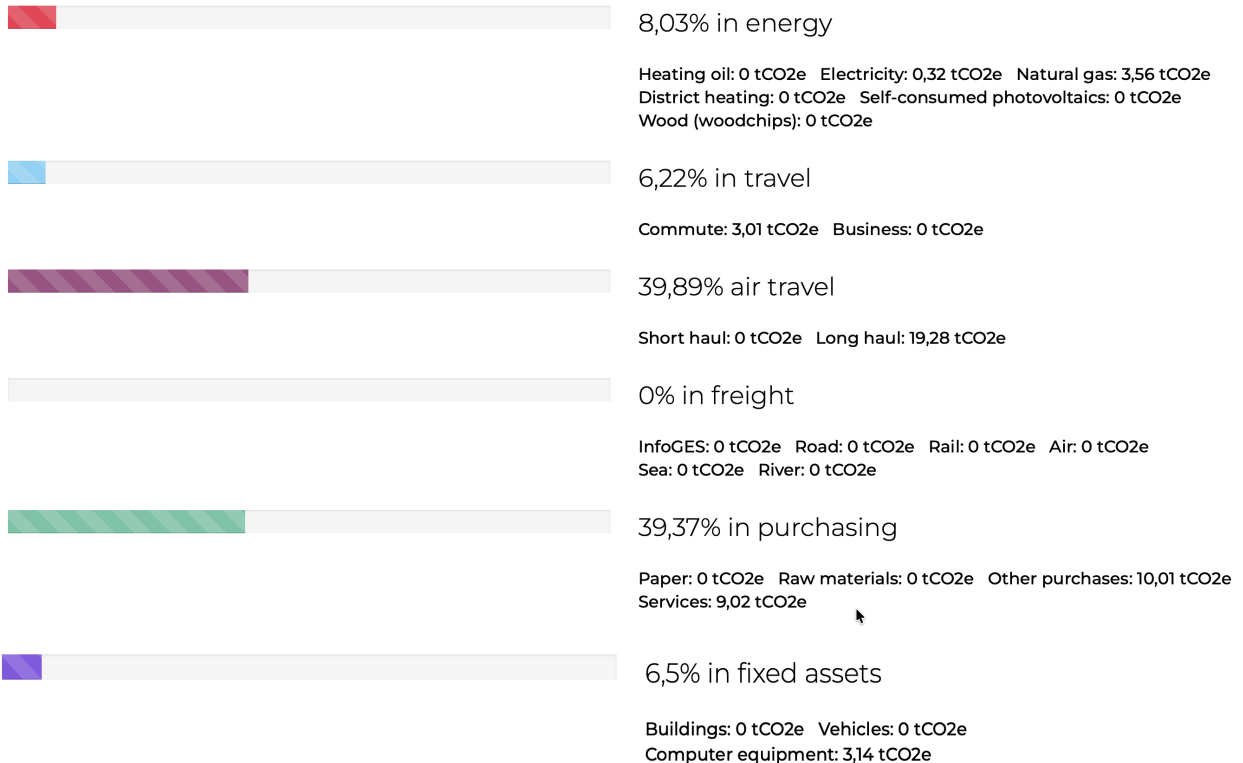 8,03% in energy
Heating oil: 0 tCO2e Electricity: 0,32 tCO2e Natural gas: 3,56 tCO2e
District heating: 0 tCO2e Self-consumed photovoltaics: 0 tCO2e
Wood (woodchips): 0 tCO2e
6,22% in travel
Commute: 3,01 tCO2e Business: 0 tCO2e
39,89% air travel
Short haul: 0 tCO2e Long haul: 19,28 tCO2e
0% in freight
InfoGES: 0 tCO2e Road: 0 tCO2e Rail: 0 tCO2e Air: 0 tCO2e
Sea: 0 tCO2e River: 0 tCO2e
39,37% in purchasing
Paper: 0 tCO2e Raw materials: 0 tCO2e Other purchases: 10,01 tCO2e
Services: 9,02 tCO2e
6,5% in fixed assets
Buildings: 0 tCO2e Vehicles: 0 tCO2e
Computer equipment: 3,14 tCO2e